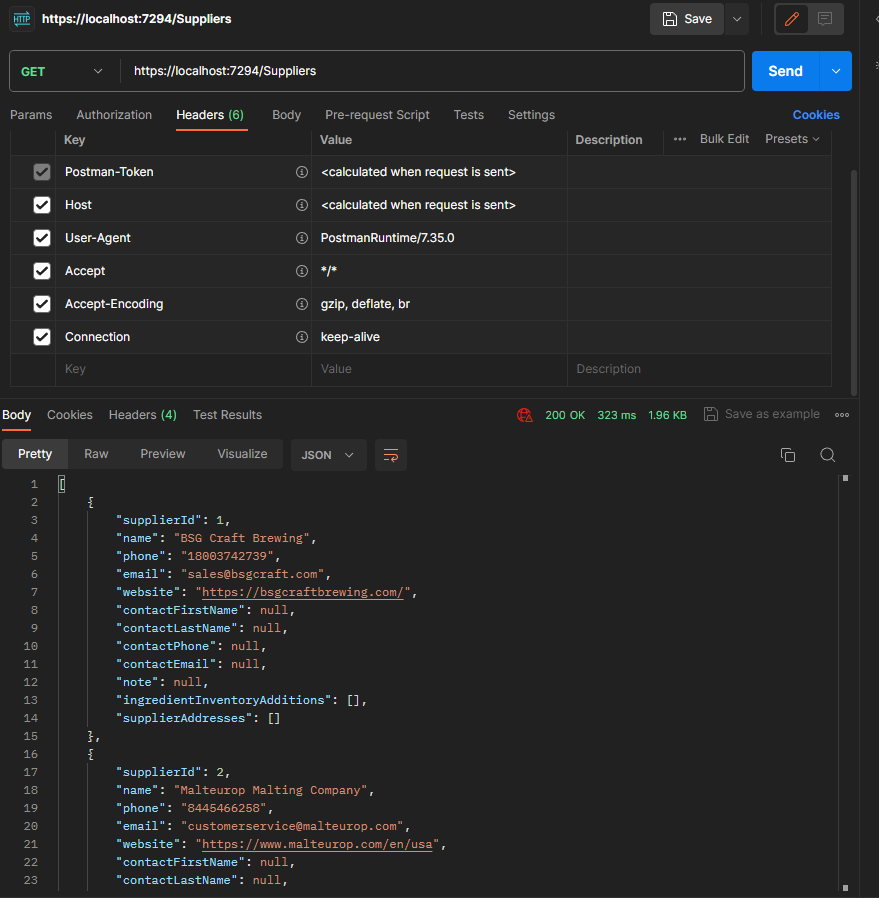 HTTP https://localhost:7294/Suppliers Save
GET https://localhost:7294/Suppliers Send
Params Authorization Headers (6) Body Pre-request Script Tests Settings Cookies
Key Value Description ••• Bulk Edit Presets
Postman-Token <calculated when request is sent>
Host <calculated when request is sent>
User-Agent PostmanRuntime/7.35.0
Accept */*
Accept-Encoding gzip, deflate, br
Connection keep-alive
Key Value Description
Body Cookies Headers (4) Test Results 200 OK 323 ms 1.96 KB Save as example
Pretty Raw Preview Visualize JSON
1 [
2 {
3 "supplierId": 1,
4 "name": "BSG Craft Brewing",
5 "phone": "18003742739",
6 "email": "sales@bsgcraft.com",
7 "website": "https://bsgcraftbrewing.com/",
8 "contactFirstName": null,
9 "contactLastName": null,
10 "contactPhone": null,
11 "contactEmail": null,
12 "note": null,
13 "ingredientInventoryAdditions": [],
14 "supplierAddresses": []
15 },
16 {
17 "supplierId": 2,
18 "name": "Malteurop Malting Company",
19 "phone": "8445466258",
20 "email": "customerservice@malteurop.com",
21 "website": "https://www.malteurop.com/en/usa",
22 "contactFirstName": null,
23 "contactLastName": null,